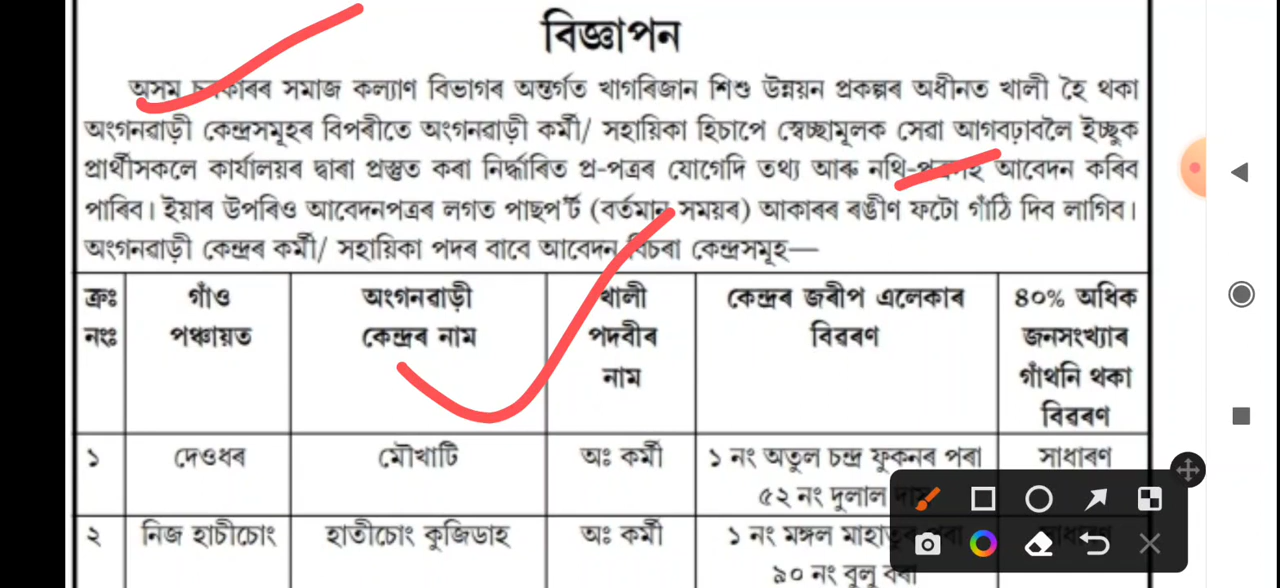 বিজ্ঞাপন
অসম চৰকাৰৰ সমাজ কল্যাণ বিভাগৰ অন্তৰ্গত খাগৰিজান শিশু উন্নয়ন প্ৰকল্পৰ অধীনত খালী হৈ থকা
অংগনৱাড়ী কেন্দ্ৰসমূহৰ বিপৰীতে অংগনৱাড়ী কৰ্মী/ সহায়িকা হিচাপে স্বেচ্ছামূলক সেৱা আগবঢ়াবলৈ ইচ্ছুক
প্ৰাৰ্থীসকলে কাৰ্যালয়ৰ দ্বাৰা প্ৰস্তুত কৰা নিৰ্দ্ধাৰিত প্ৰ-পত্ৰৰ যোগেদি তথ্য আৰু নথি-পত্ৰসহ আবেদন কৰিব
পাৰিব। ইয়াৰ উপৰিও আবেদনপত্ৰৰ লগত পাছপৰ্ট (বৰ্তমান সময়ৰ) আকাৰৰ ৰঙীণ ফটো গাঁঠি দিব লাগিব।
অংগনৱাড়ী কেন্দ্ৰৰ কৰ্মী/ সহায়িকা পদৰ বাবে আবেদন বিচৰা কেন্দ্ৰসমূহ—
ক্ৰঃ নংঃ গাঁও পঞ্চায়ত অংগনৱাড়ী কেন্দ্ৰৰ নাম খালী পদবীৰ নাম কেন্দ্ৰৰ জৰীপ এলেকাৰ বিৱৰণ ৪০% অধিক জনসংখ্যাৰ গাঁথনি থকা বিৱৰণ
১ দেওধৰ মৌখাটি অঃ কৰ্মী ১ নং অতুল চন্দ্ৰ ফুকনৰ পৰা সাধাৰণ
৫২ নং দুলাল দাস
২ নিজ হাচীচোং হাতীচোং কুজিডাহ অঃ কৰ্মী ১ নং মঙ্গল মাহাতুৰ পৰা সাধাৰণ
৯০ নং বুলু বৰা